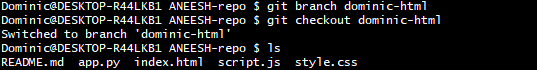 Dominic@DESKTOP-R44LKB1 ANEESH-repo $ git branch dominic-html
Dominic@DESKTOP-R44LKB1 ANEESH-repo $ git checkout dominic-html
Switched to branch 'dominic-html'
Dominic@DESKTOP-R44LKB1 ANEESH-repo $ ls
README.md  app.py  index.html  script.js  style.css